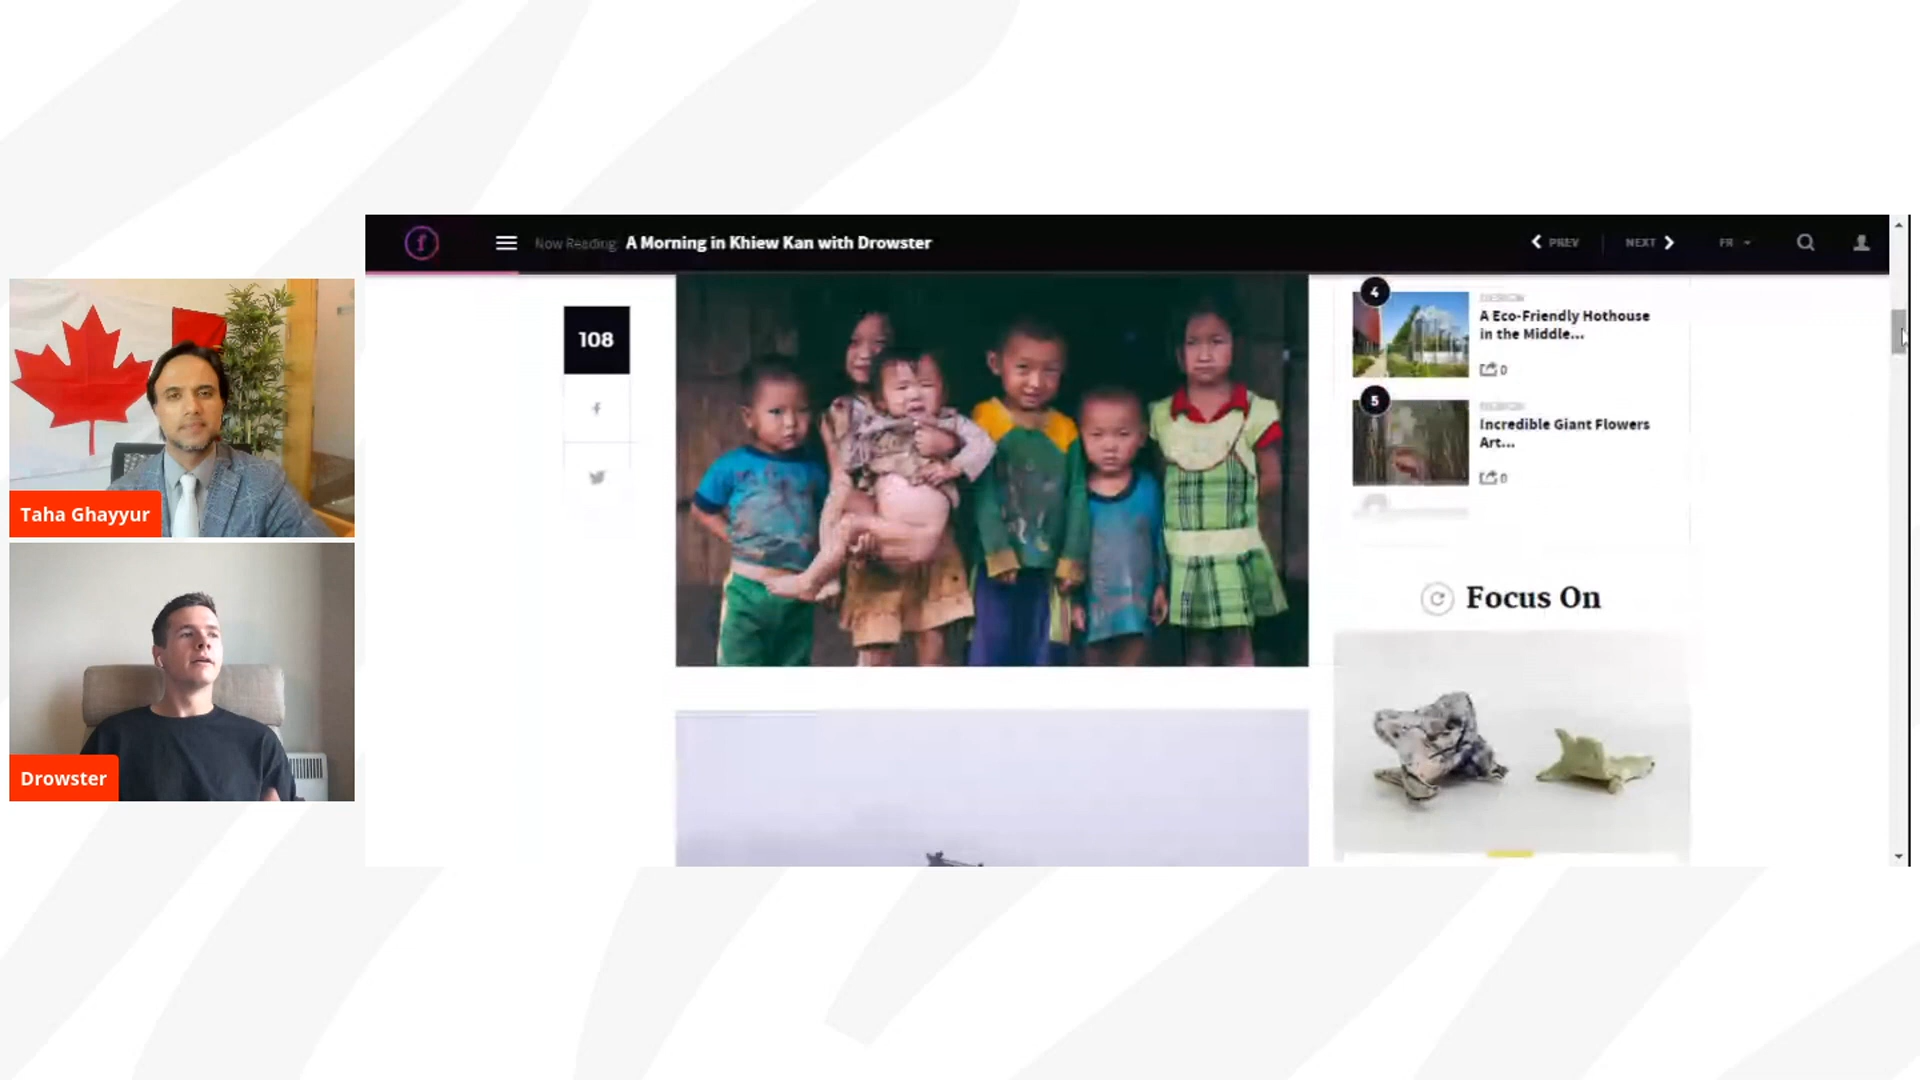 Now Reading: A Morning in Khiew Kan with Drowster
PREV
NEXT
FR
108
4
A Eco-Friendly Hothouse
in the Middle...
0
5
Incredible Giant Flowers
Art...
0
Focus On
Taha Ghayyur
Drowster